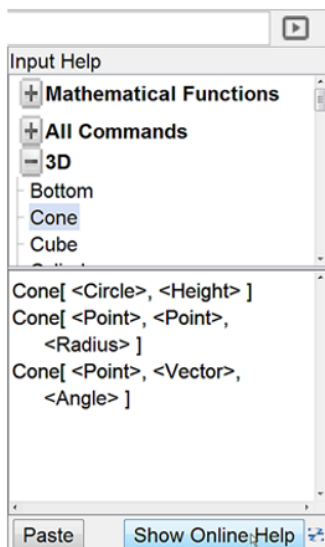 Input Help
Mathematical Functions
All Commands
3D
Bottom
Cone
Cube
Cone[ <Circle>, <Height> ]
Cone[ <Point>, <Point>,
<Radius> ]
Cone[ <Point>, <Vector>,
<Angle> ]
Paste
Show Online Help